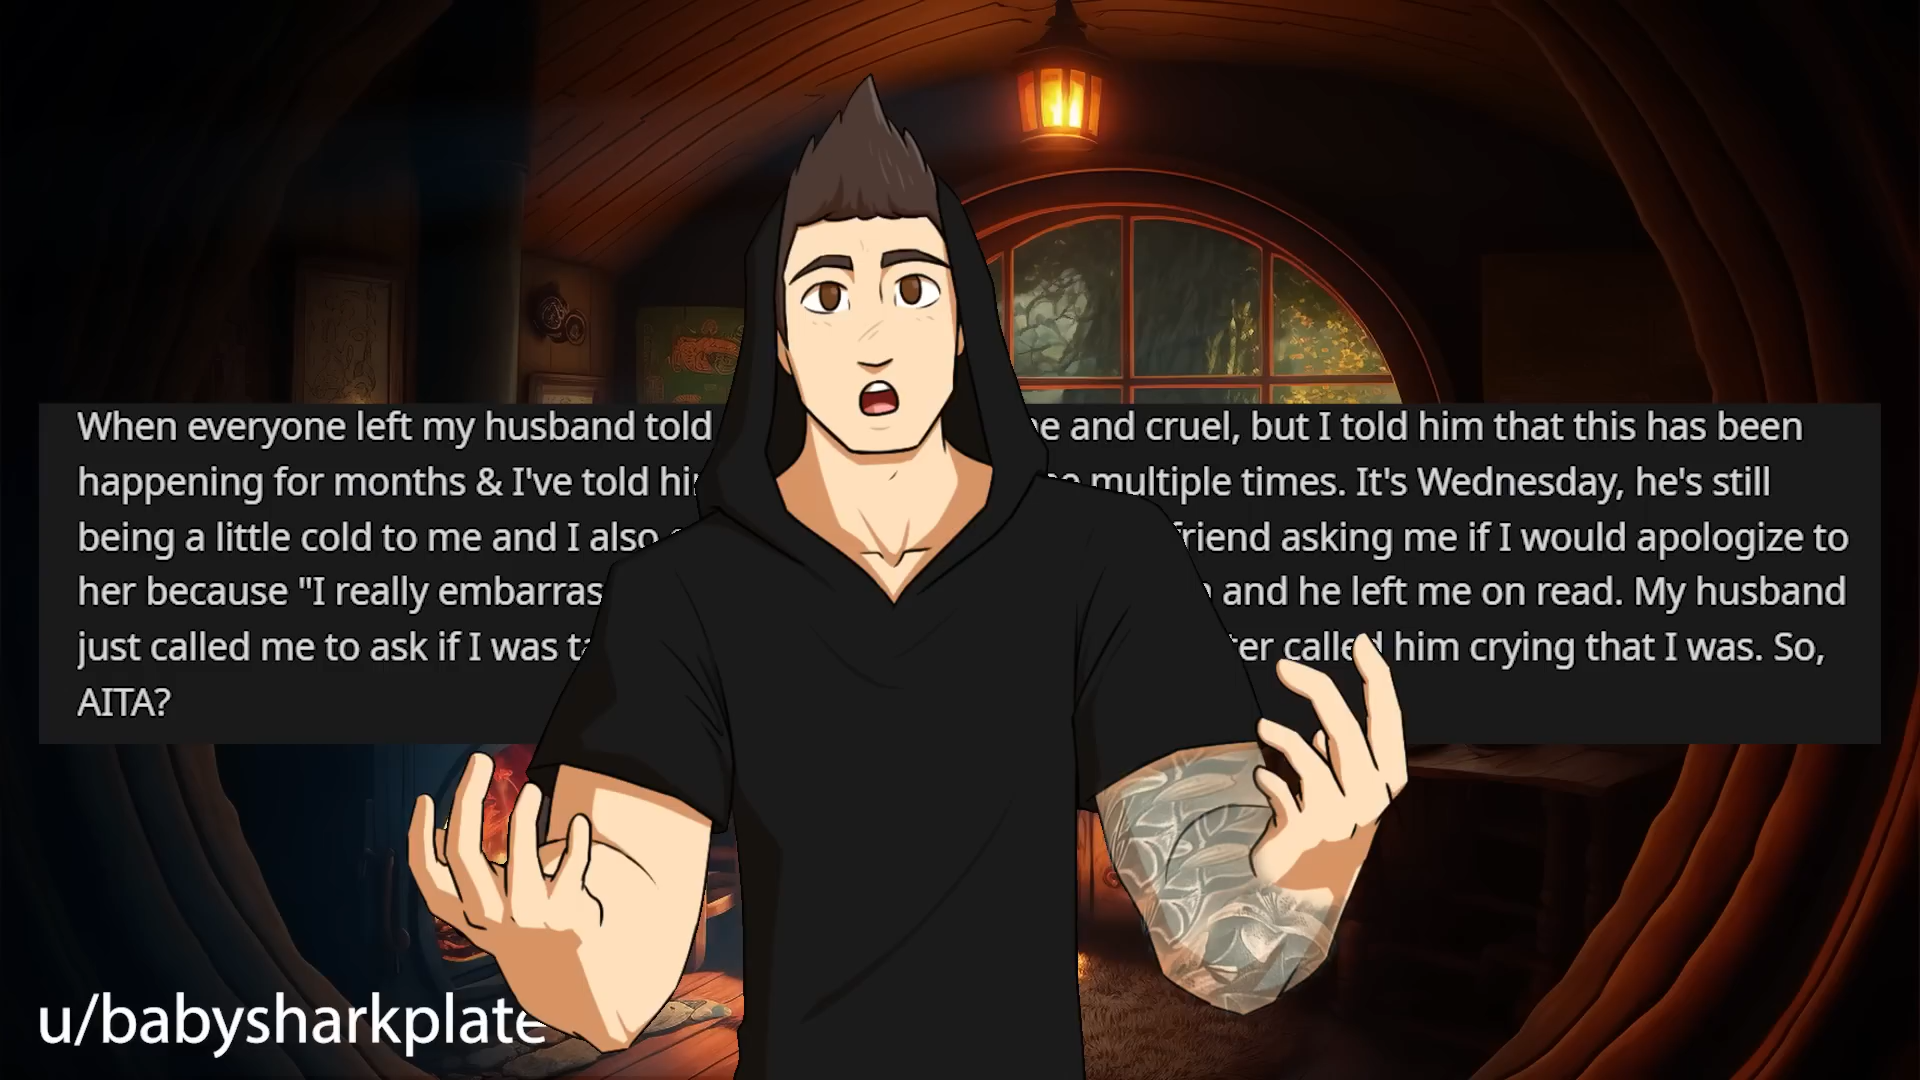 When everyone left my husband told and cruel, but I told him that this has been
happening for months & I've told multiple times. It's Wednesday, he's still
being a little cold to me and I also asking me if I would apologize to
her because "I really and he left me on read. My husband
just called me to ask if I was him crying that I was. So,
AITA?
u/babysharkplate